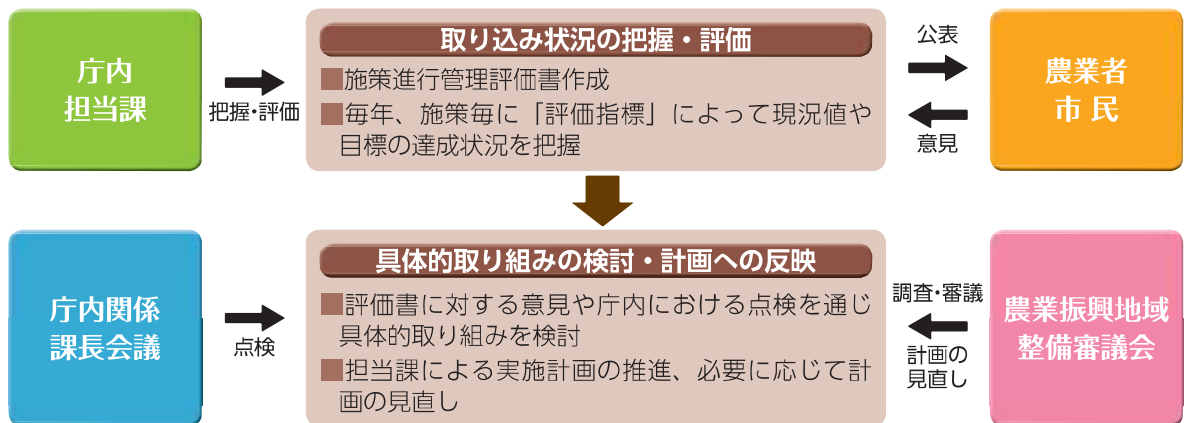 庁内
担当課
把握・評価
取り込み状況の把握・評価
■施策進行管理評価書作成
■毎年、施策毎に「評価指標」によって現況値や
目標の達成状況を把握
公表
意見
農業者
市民
庁内関係
課長会議
点検
具体的取り組みの検討・計画への反映
■評価書に対する意見や庁内における点検を通じ
具体的取り組みを検討
■担当課による実施計画の推進、必要に応じて計
画の見直し
調査・審議
計画の
見直し
農業振興地域
整備審議会